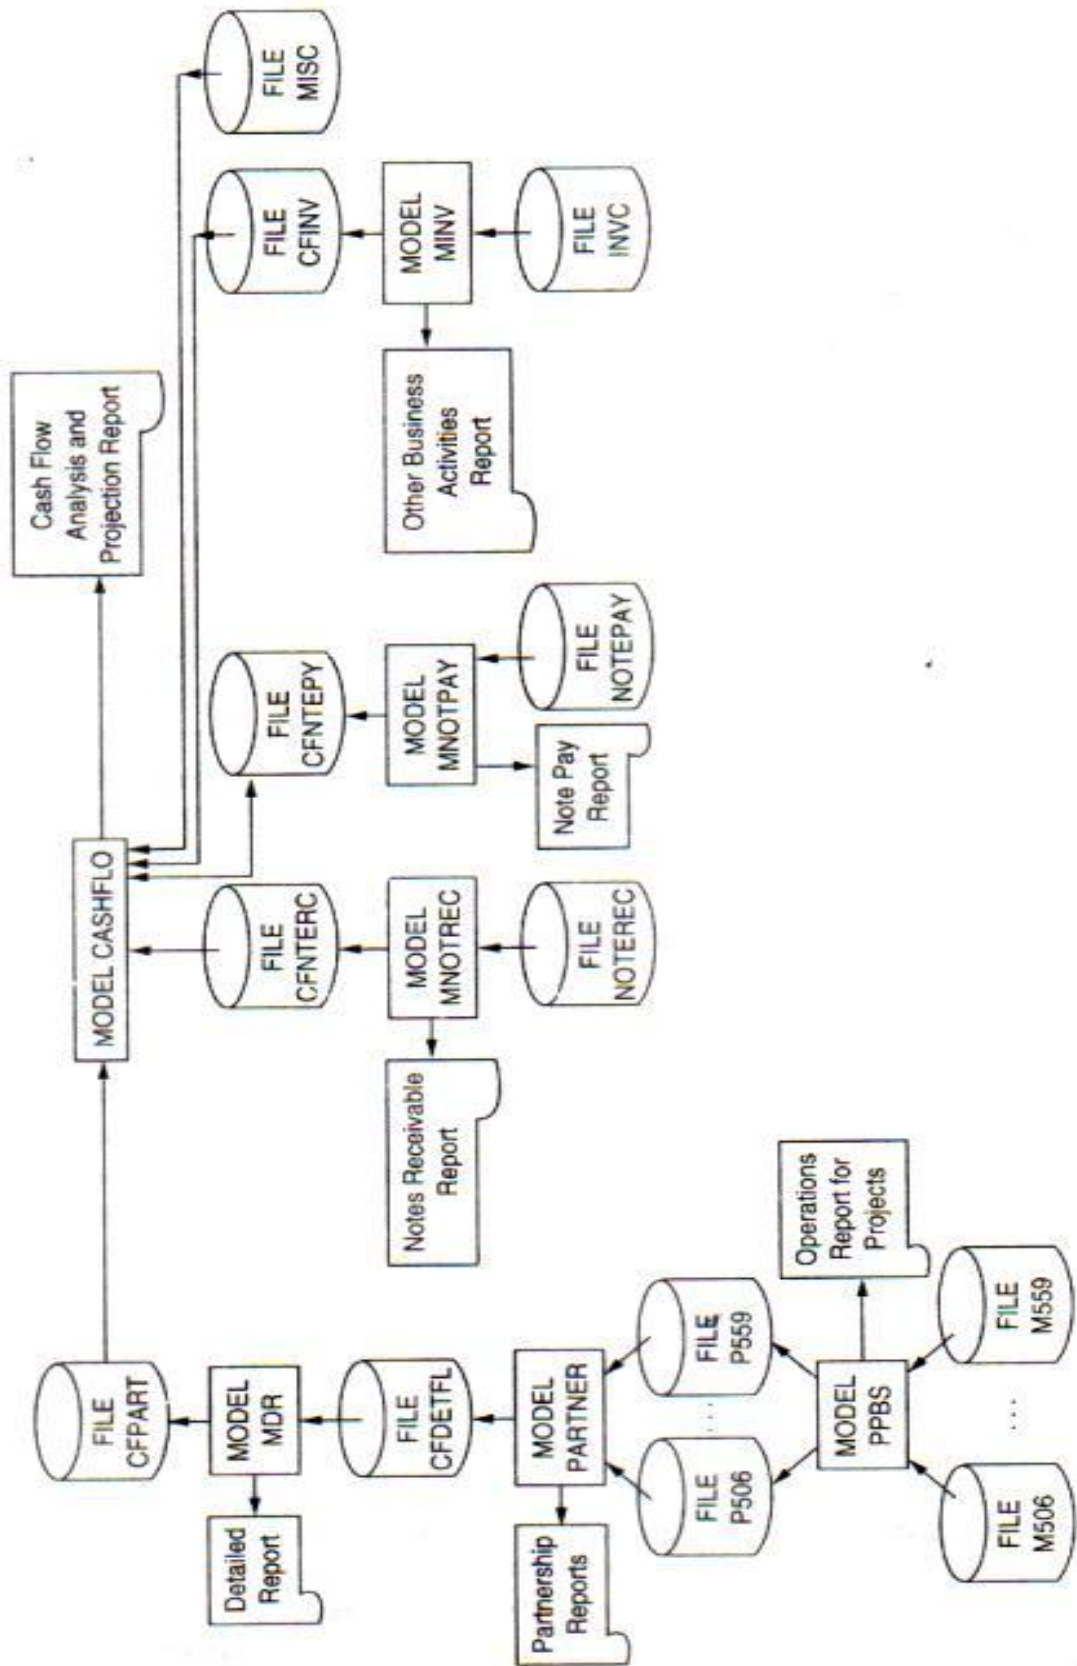 Cash Flow
Analysis and
Projection Report
MODEL CASHFLO
FILE
CFPART
MODEL
MDR
Detailed
Report
FILE
CFDETFL
MODEL
PARTNER
Partnership
Reports
FILE
P506
. . . .
FILE
P559
MODEL
PPBS
Operations
Report for
Projects
FILE
M506
. . .
FILE
M559
FILE
CFNTERC
MODEL
MNOTREC
Notes Receivable
Report
FILE
NOTEREC
FILE
CFNTEPY
MODEL
MNOTPAY
Note Pay
Report
FILE
NOTEPAY
FILE
CFINV
MODEL
MINV
Other Business
Activities
Report
FILE
INVC
FILE
MISC